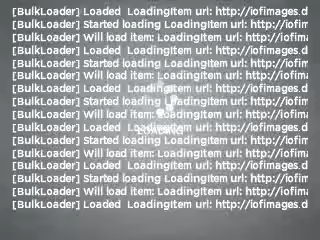 [BulkLoader] Loaded LoadingItem url: http://iofimages.d
[BulkLoader] Started loading LoadingItem url: http://iofim
[BulkLoader] Will load item: LoadingItem url: http://iofima
[BulkLoader] Loaded LoadingItem url: http://iofimages.d
[BulkLoader] Started loading LoadingItem url: http://iofim
[BulkLoader] Will load item: LoadingItem url: http://iofima
[BulkLoader] Loaded LoadingItem url: http://iofimages.d
[BulkLoader] Started loading LoadingItem url: http://iofim
[BulkLoader] Will load item: LoadingItem url: http://iofima
[BulkLoader] Loaded LoadingItem url: http://iofimages.d
LOADING
[BulkLoader] Started loading LoadingItem url: http://iofim
[BulkLoader] Will load item: LoadingItem url: http://iofima
[BulkLoader] Loaded LoadingItem url: http://iofimages.d
[BulkLoader] Started loading LoadingItem url: http://iofim
[BulkLoader] Will load item: LoadingItem url: http://iofima
[BulkLoader] Loaded LoadingItem url: http://iofimages.d